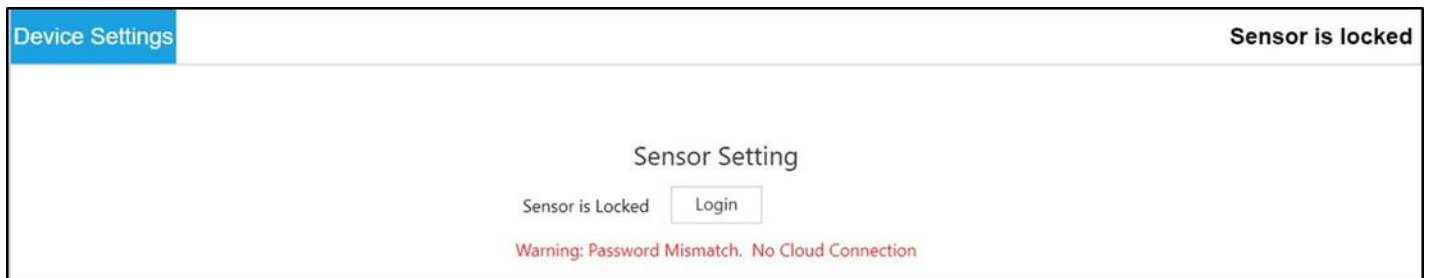 Device Settings
Sensor is locked
Sensor Setting
Sensor is Locked
Login
Warning: Password Mismatch. No Cloud Connection